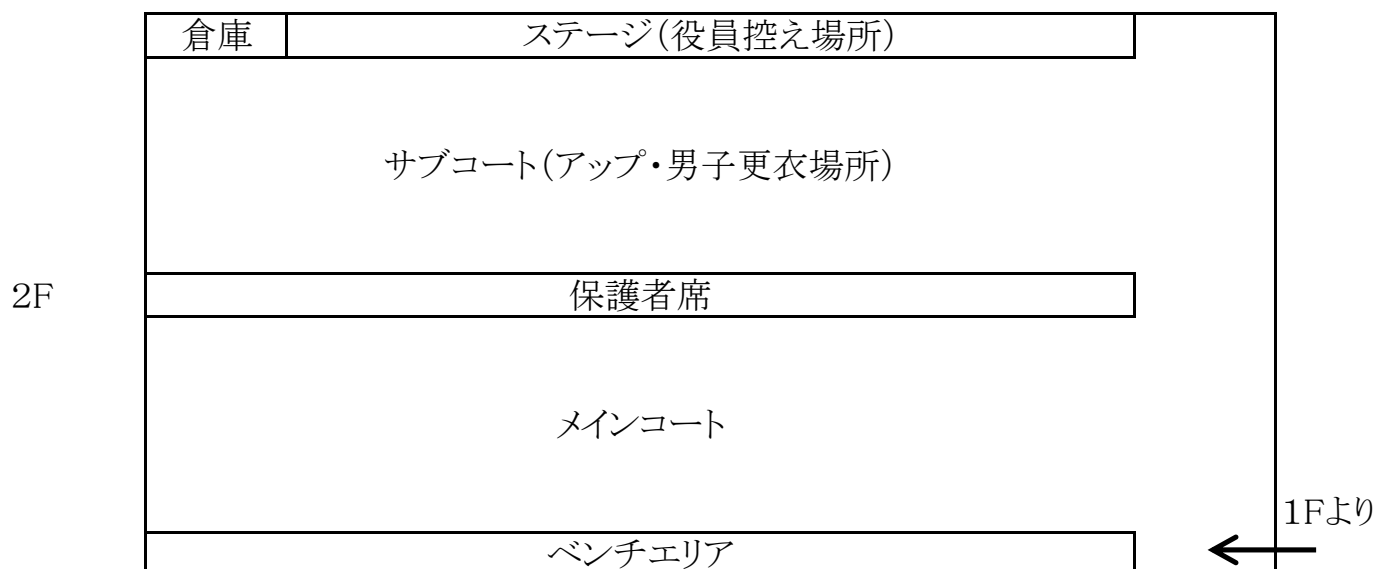 倉庫
ステージ(役員控え場所)
サブコート(アップ・男子更衣場所)
2F
保護者席
メインコート
1Fより
ベンチエリア